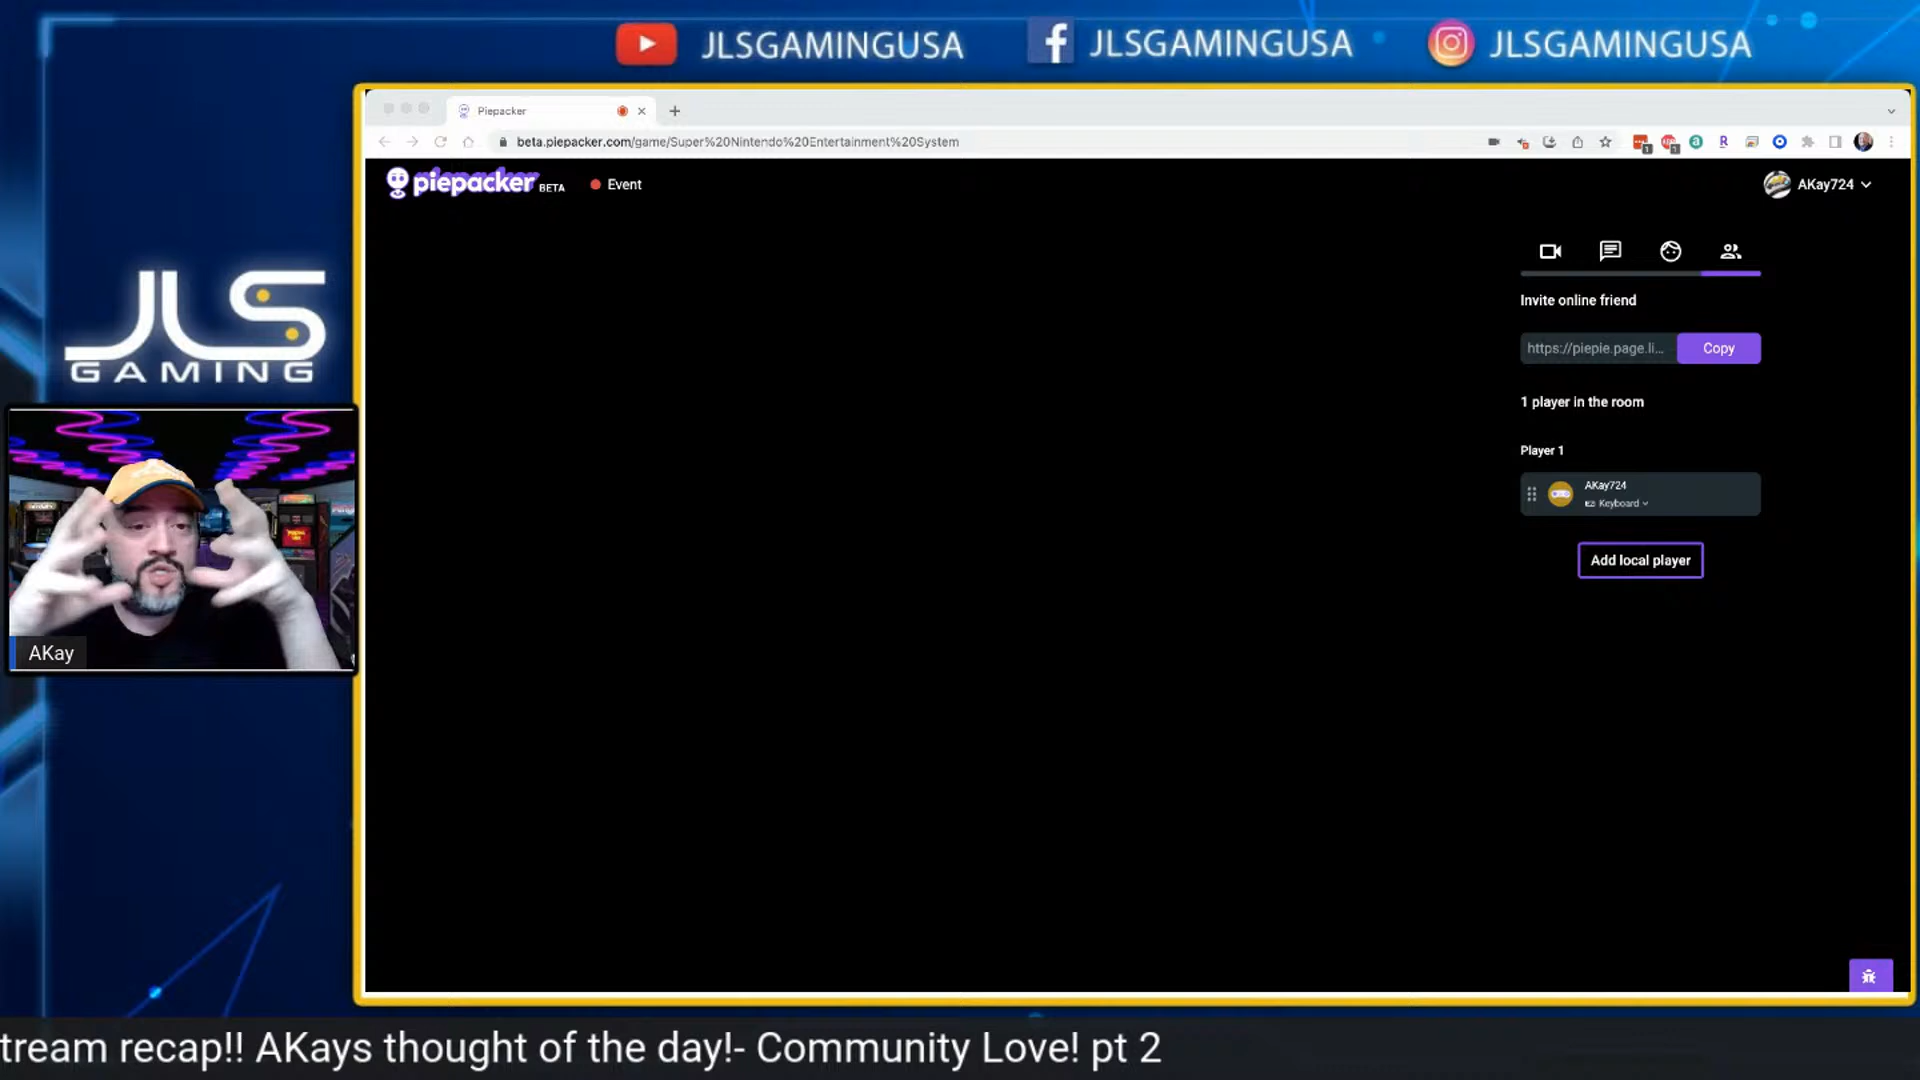 JLSGAMINGUSA
JLSGAMINGUSA
JLSGAMINGUSA
Piepacker
beta.piepacker.com/game/Super%20Nintendo%20Entertainment%20System
piepacker BETA
Event
AKay724
JLS
GAMING
Invite online friend
https://piepie.page.li...
Copy
1 player in the room
Player 1
AKay724
Keyboard
Add local player
AKay
tream recap!! AKays thought of the day!- Community Love! pt 2